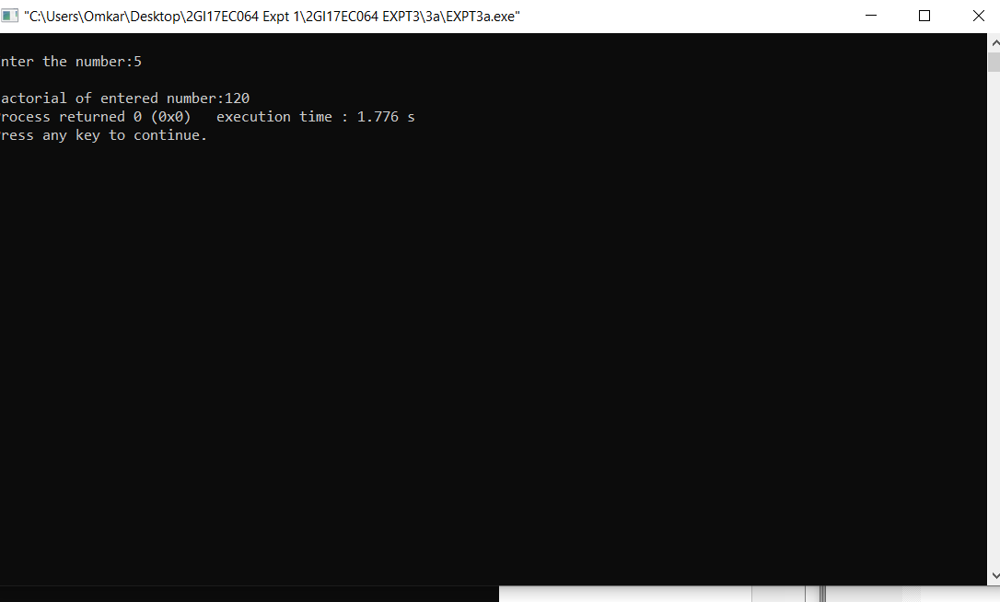 "C:\Users\Omkar\Desktop\2GI17EC064 Expt 1\2GI17EC064 EXPT3\3a\EXPT3a.exe"
nter the number:5
actorial of entered number:120
rocess returned 0 (0x0)   execution time : 1.776 s
ress any key to continue.